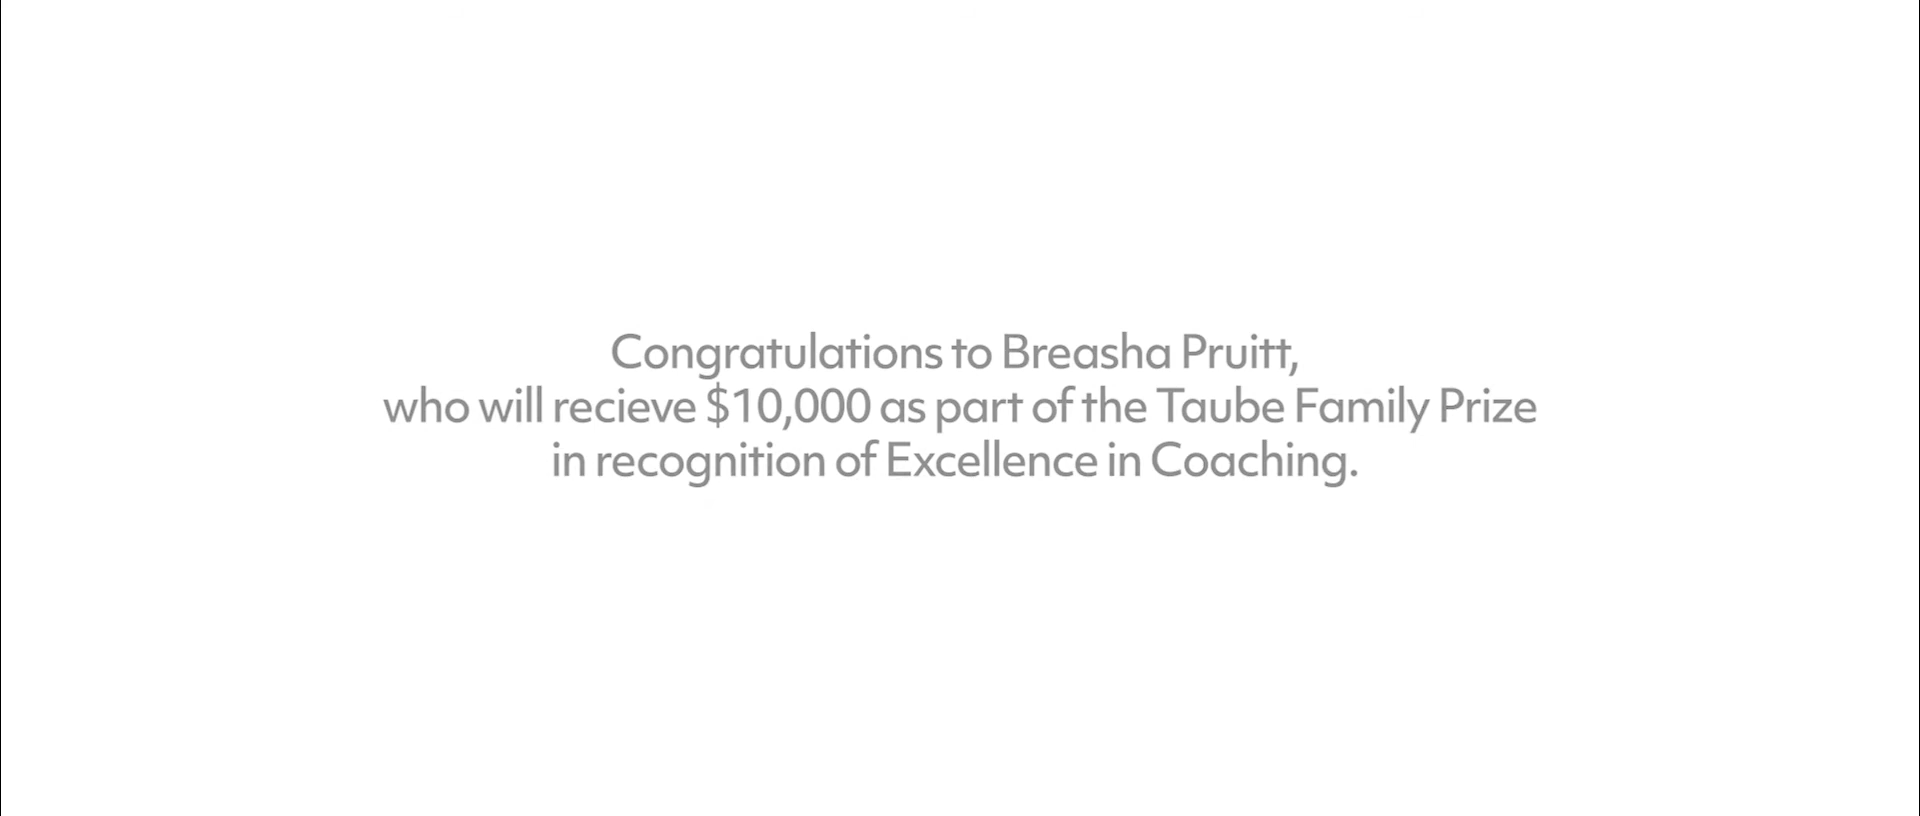 Congratulations to Breasha Pruitt,
who will recieve $10,000 as part of the Taube Family Prize
in recognition of Excellence in Coaching.